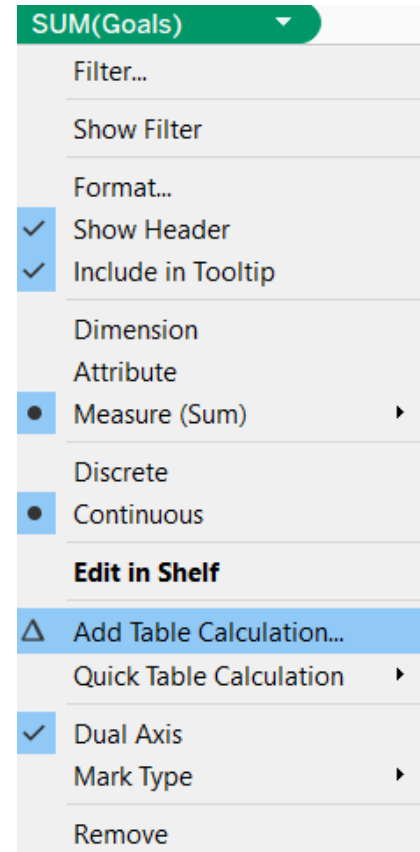 SUM(Goals)
Filter...
Show Filter
Format...
Show Header
Include in Tooltip
Dimension
Attribute
Measure (Sum)
Discrete
Continuous
Edit in Shelf
Add Table Calculation...
Quick Table Calculation
Dual Axis
Mark Type
Remove